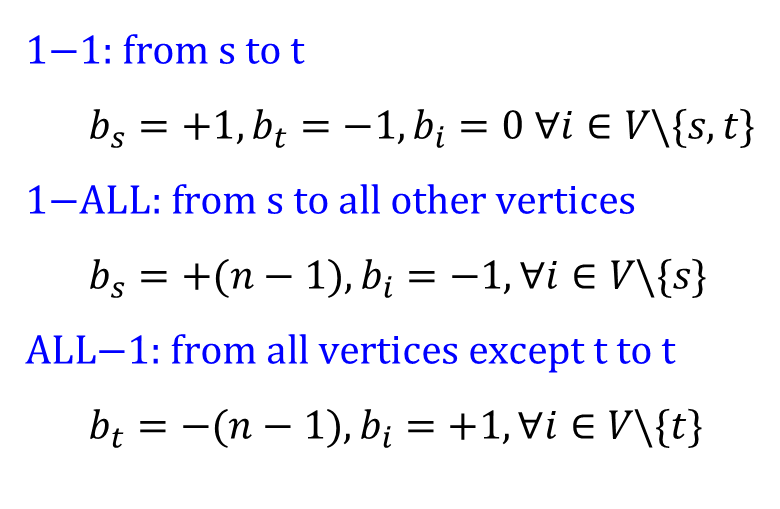 1−1: from s to t
b_s = +1, b_t = −1, b_i = 0 ∀i ∈ V\{s, t}
1−ALL: from s to all other vertices
b_s = +(n − 1), b_i = −1, ∀i ∈ V\{s}
ALL−1: from all vertices except t to t
b_t = −(n − 1), b_i = +1, ∀i ∈ V\{t}